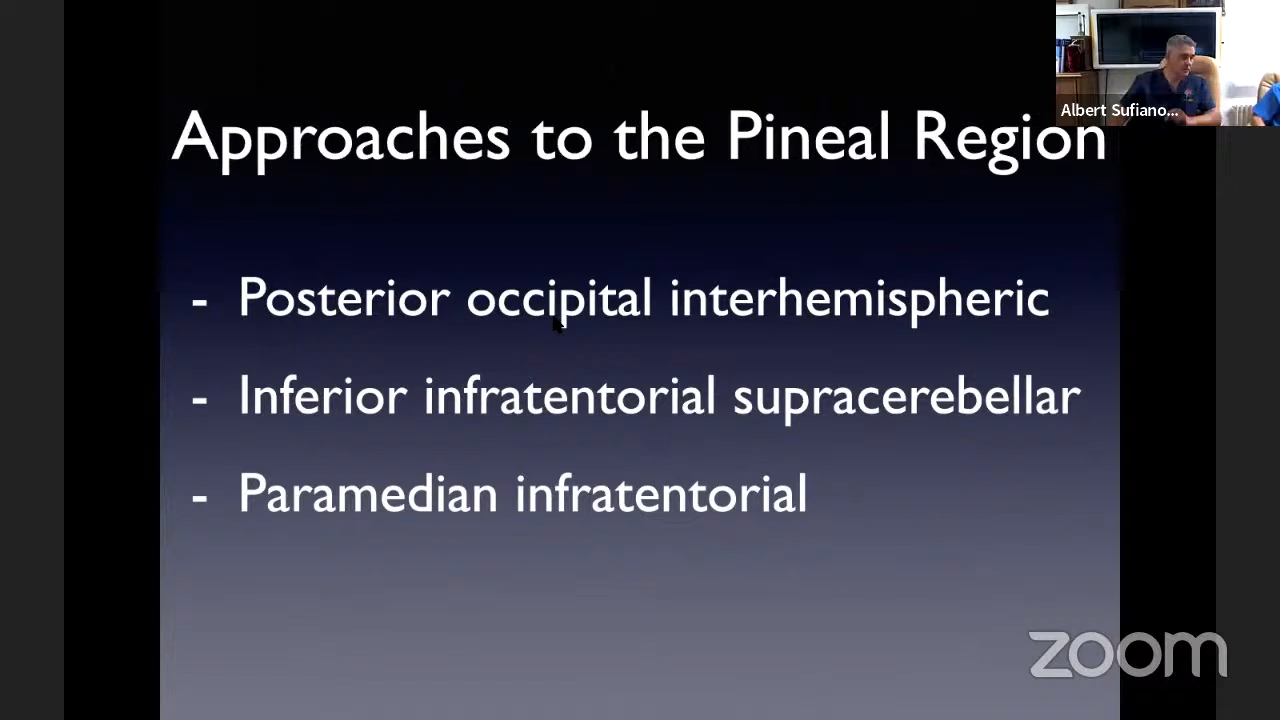 Albert Sufiano...
Approaches to the Pineal Region
- Posterior occipital interhemispheric
- Inferior infratentorial supracerebellar
- Paramedian infratentorial
zoom